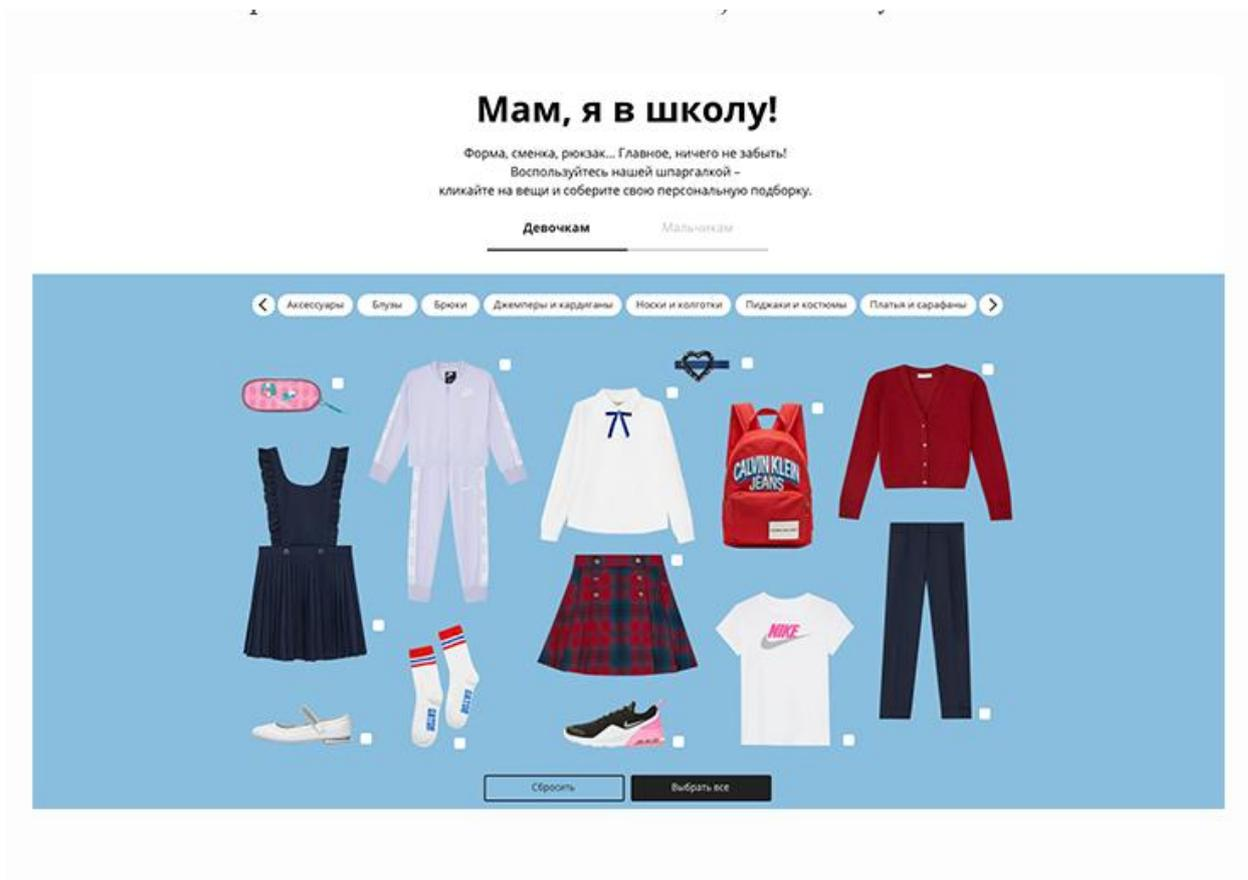 Мам, я в школу!
Форма, сменка, рюкзак... Главное, ничего не забыть!
Воспользуйтесь нашей шпаргалкой –
кликайте на вещи и соберите свою персональную подборку.
Девочкам Мальчикам
Аксессуары Блузы Брюки Джемперы и кардиганы Носки и колготки Пиджаки и костюмы Платья и сарафаны
CALVIN KLEIN
JEANS
NIKE
Сбросить Выбрать все